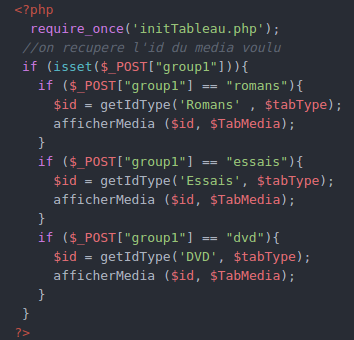 <?php
  require_once('initTableau.php');
 //on recupere l'id du media voulu
 if (isset($_POST["group1"])){
   if ($_POST["group1"] == "romans"){
     $id = getIdType('Romans' , $tabType);
     afficherMedia ($id, $TabMedia);
   }
   if ($_POST["group1"] == "essais"){
     $id = getIdType('Essais', $tabType);
     afficherMedia ($id, $TabMedia);
   }
   if ($_POST["group1"] == "dvd"){
     $id = getIdType('DVD', $tabType);
     afficherMedia ($id, $TabMedia);
   }
 }
?>